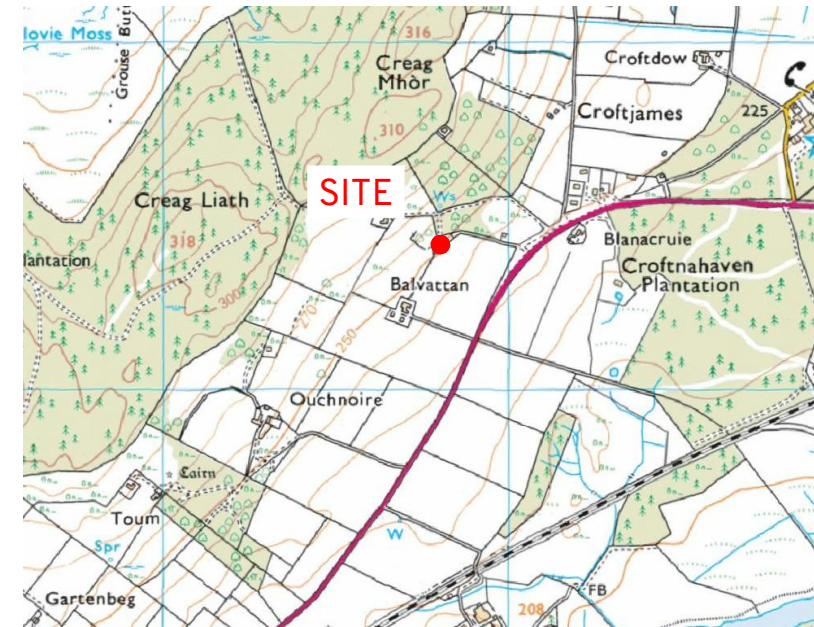 lovie Moss
Grouse Butt
316
Creag
Mhòr
310
Croftdow
Croftjames
225
SITE
Ws
Creag Liath
318
lantation
300
270
250
Balvattan
Blanacruie
Croftnahaven
Plantation
Ouchnoire
Cairn
Toum
Spr
W
Gartenbeg
208
FB